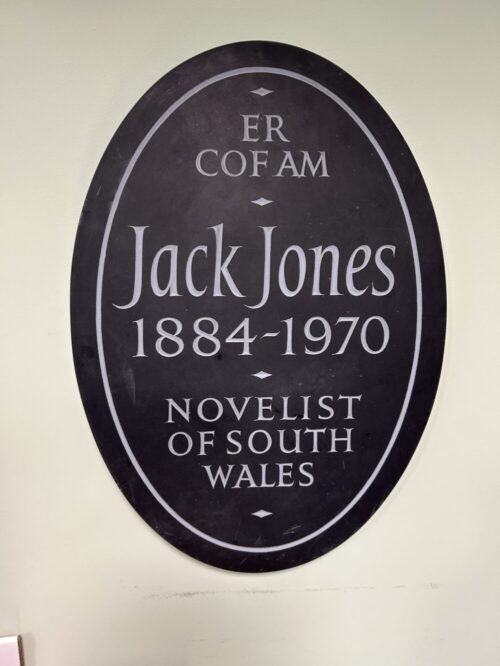 ER
COF AM
Jack Jones
1884-1970
NOVELIST
OF SOUTH
WALES